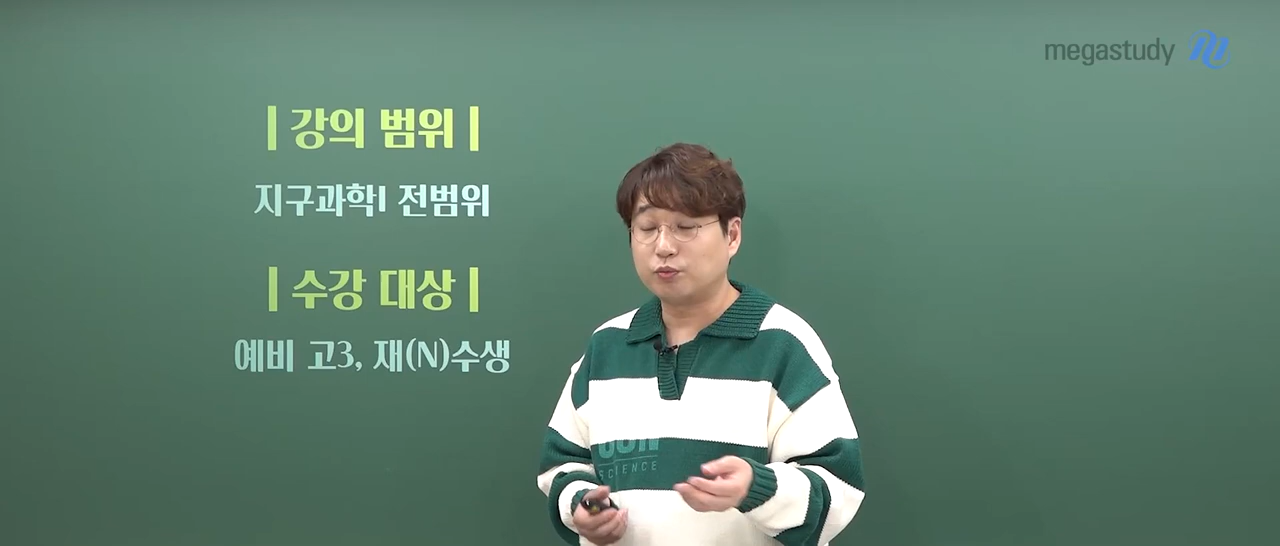 megastudy
| 강의 범위 |
지구과학I 전범위
| 수강 대상 |
예비 고3, 재(N)수생
SCIENCE